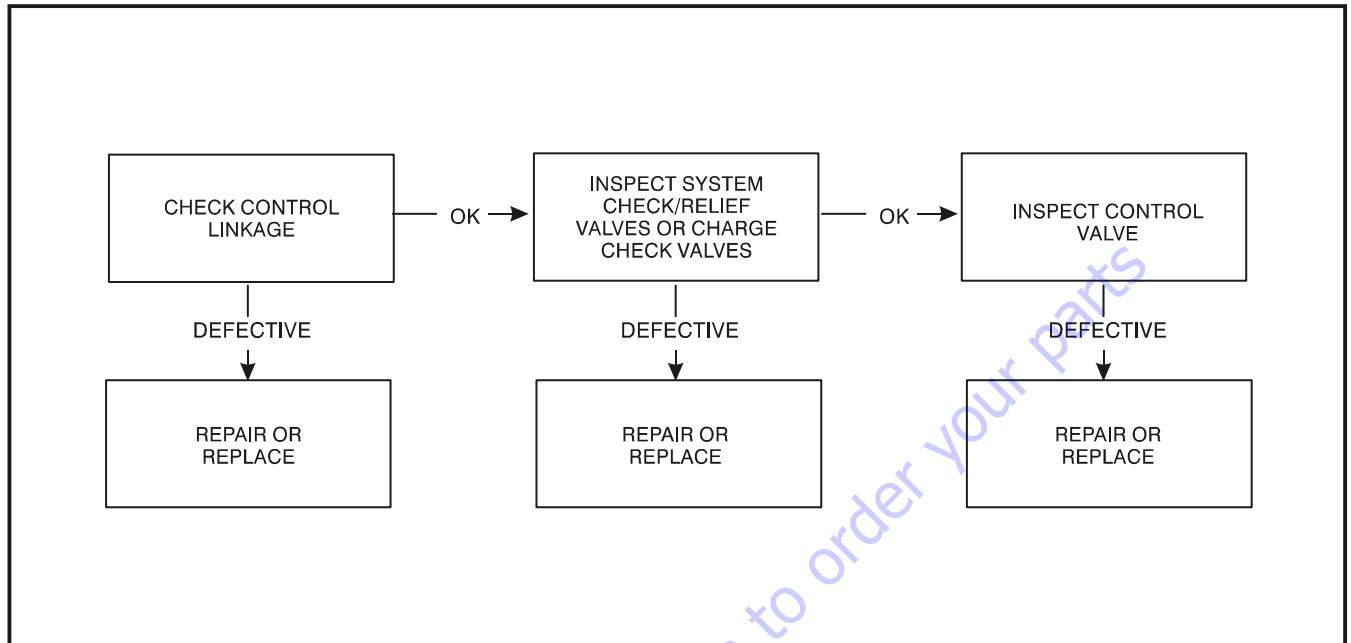 CHECK CONTROL
LINKAGE
OK
INSPECT SYSTEM
CHECK/RELIEF
VALVES OR CHARGE
CHECK VALVES
OK
INSPECT CONTROL
VALVE
DEFECTIVE
DEFECTIVE
DEFECTIVE
REPAIR OR
REPLACE
REPAIR OR
REPLACE
REPAIR OR
REPLACE
to order your parts